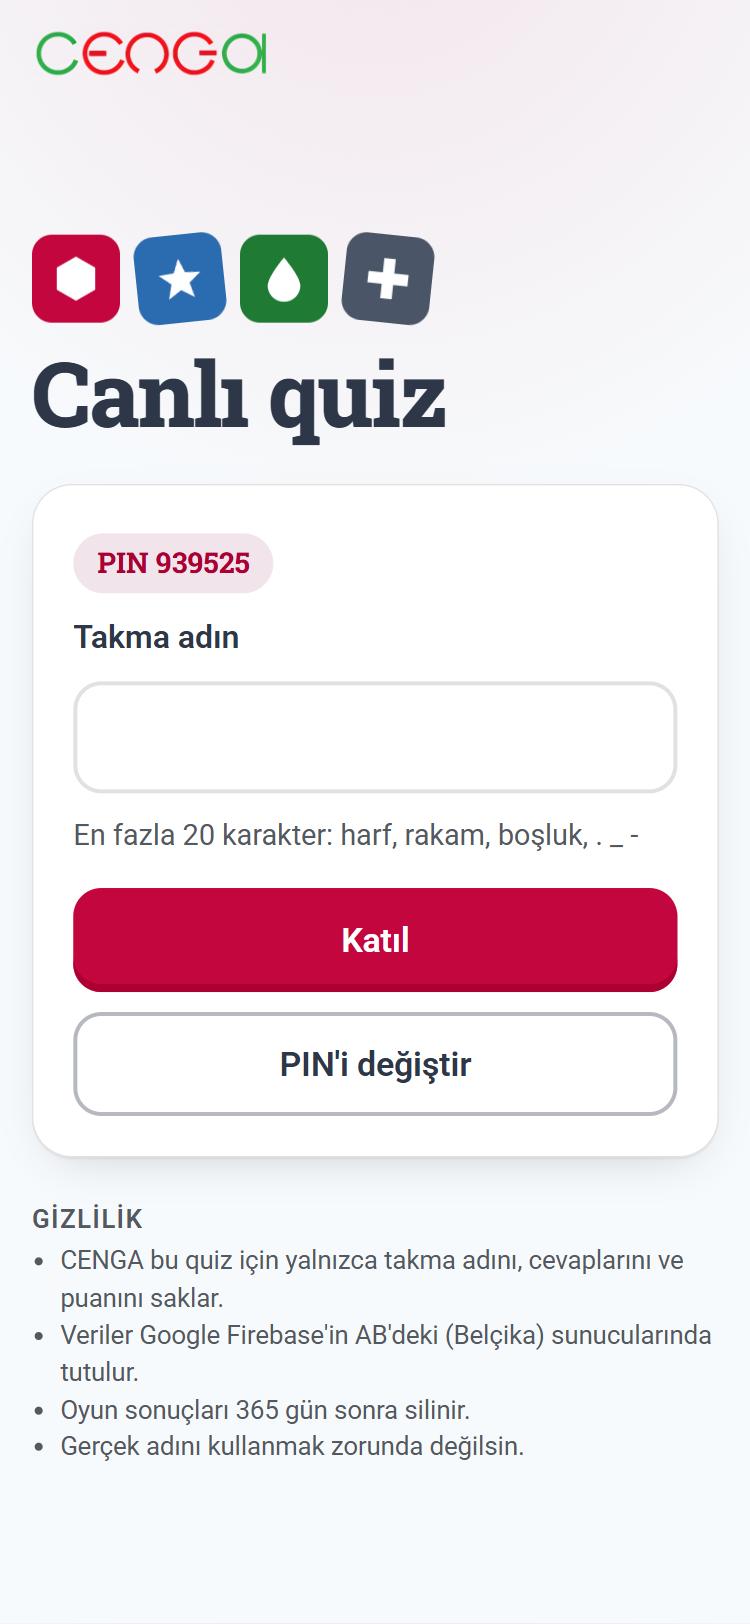 CENGA
Canlı quiz
PIN 939525
Takma adın
En fazla 20 karakter: harf, rakam, boşluk, . _ -
Katıl
PIN'i değiştir
GİZLİLİK
• CENGA bu quiz için yalnızca takma adını, cevaplarını ve
puanını saklar.
• Veriler Google Firebase'in AB'deki (Belçika) sunucularında
tutulur.
• Oyun sonuçları 365 gün sonra silinir.
• Gerçek adını kullanmak zorunda değilsin.